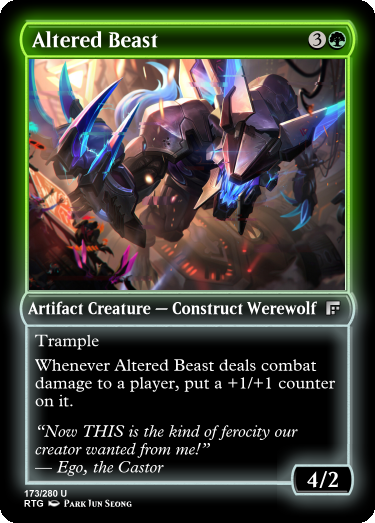 Altered Beast 3
Artifact Creature — Construct Werewolf
Trample
Whenever Altered Beast deals combat
damage to a player, put a +1/+1 counter
on it.
“Now THIS is the kind of ferocity our
creator wanted from me!”
— Ego, the Castor
4/2
173/280 U
RTG Park Jun Seong